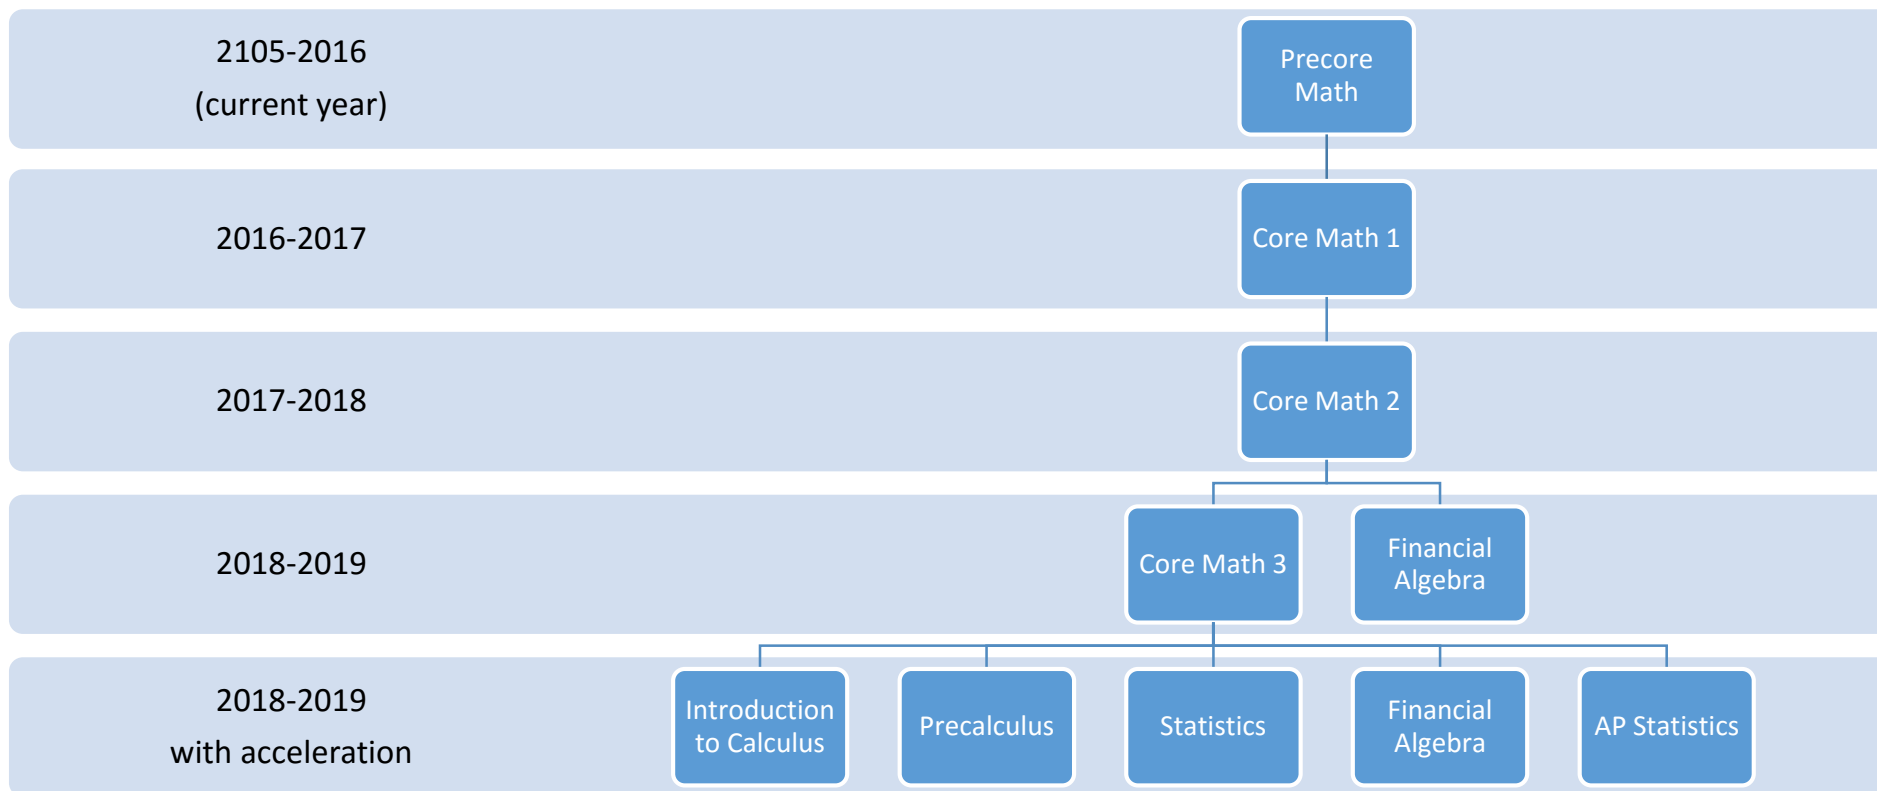 2105-2016
(current year)
Precore
Math
2016-2017
Core Math 1
2017-2018
Core Math 2
2018-2019
Core Math 3
Financial
Algebra
2018-2019
with acceleration
Introduction
to Calculus
Precalculus
Statistics
Financial
Algebra
AP Statistics